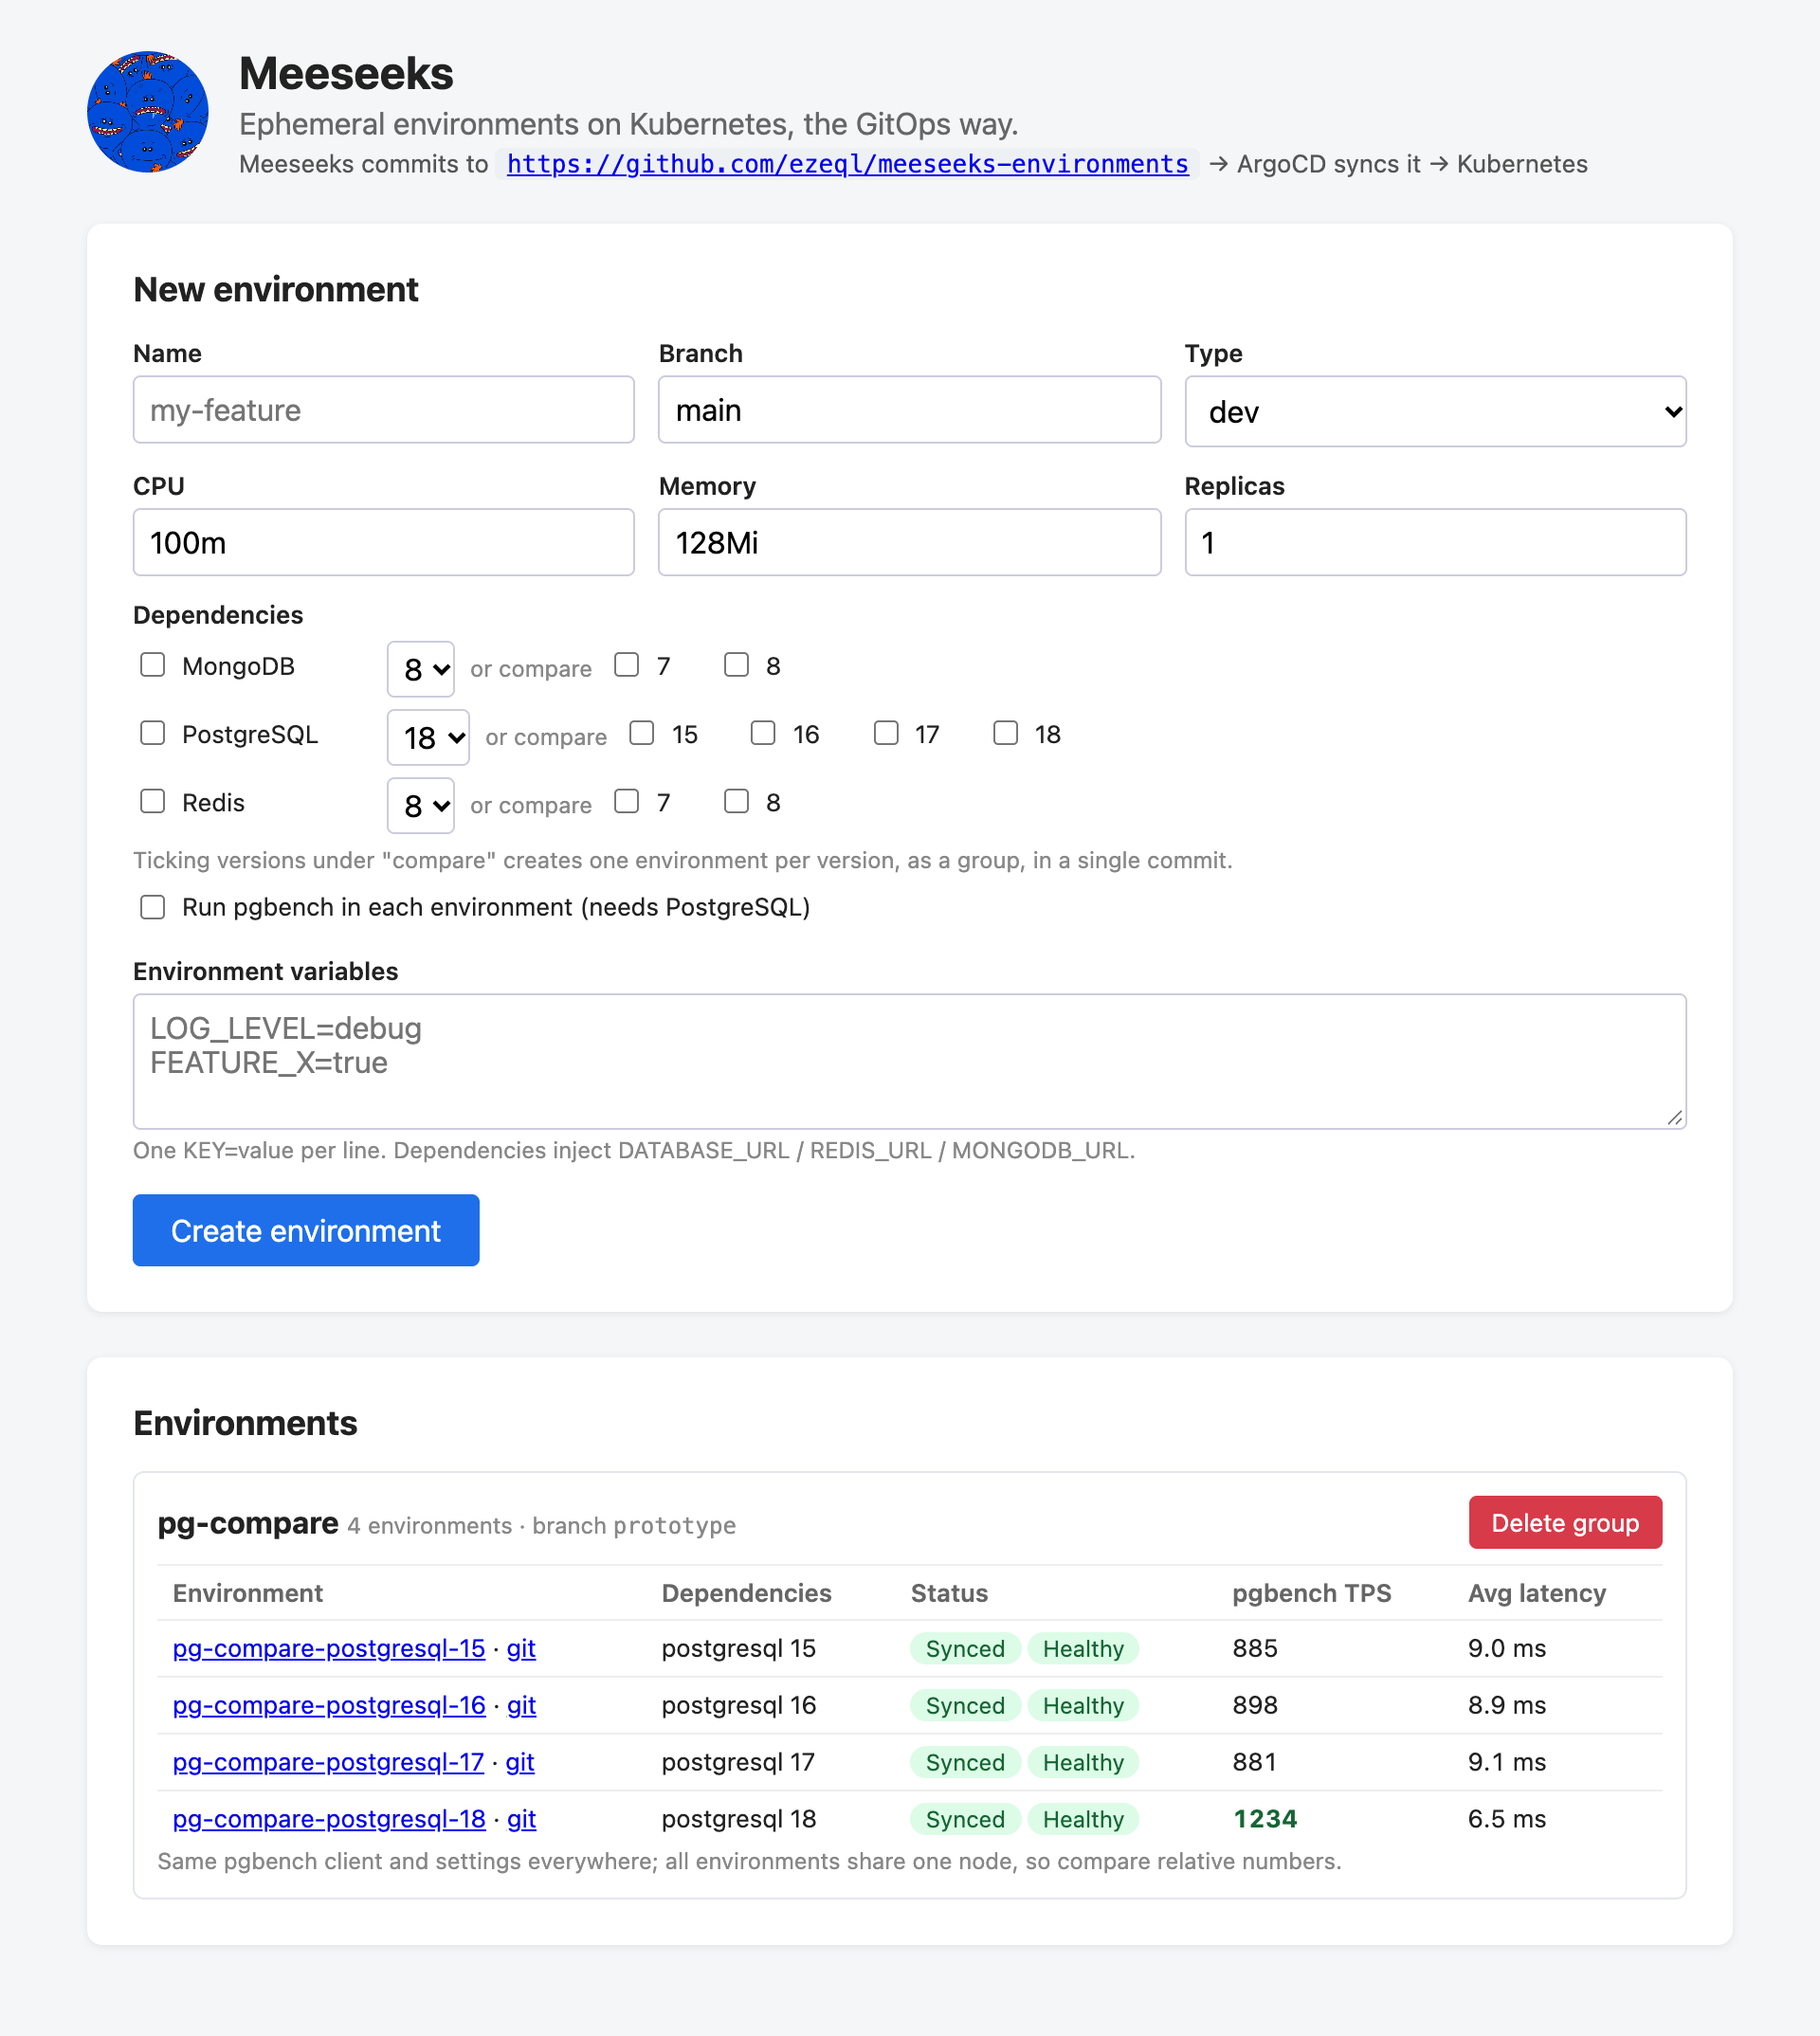 Meeseeks
Ephemeral environments on Kubernetes, the GitOps way.
Meeseeks commits to https://github.com/ezeql/meeseeks-environments → ArgoCD syncs it → Kubernetes
New environment
Name Branch Type
my-feature main dev
CPU Memory Replicas
100m 128Mi 1
Dependencies
MongoDB 8 or compare 7 8
PostgreSQL 18 or compare 15 16 17 18
Redis 8 or compare 7 8
Ticking versions under "compare" creates one environment per version, as a group, in a single commit.
Run pgbench in each environment (needs PostgreSQL)
Environment variables
LOG_LEVEL=debug
FEATURE_X=true
One KEY=value per line. Dependencies inject DATABASE_URL / REDIS_URL / MONGODB_URL.
Create environment
Environments
pg-compare 4 environments · branch prototype Delete group
Environment Dependencies Status pgbench TPS Avg latency
pg-compare-postgresql-15 · git postgresql 15 Synced Healthy 885 9.0 ms
pg-compare-postgresql-16 · git postgresql 16 Synced Healthy 898 8.9 ms
pg-compare-postgresql-17 · git postgresql 17 Synced Healthy 881 9.1 ms
pg-compare-postgresql-18 · git postgresql 18 Synced Healthy 1234 6.5 ms
Same pgbench client and settings everywhere; all environments share one node, so compare relative numbers.